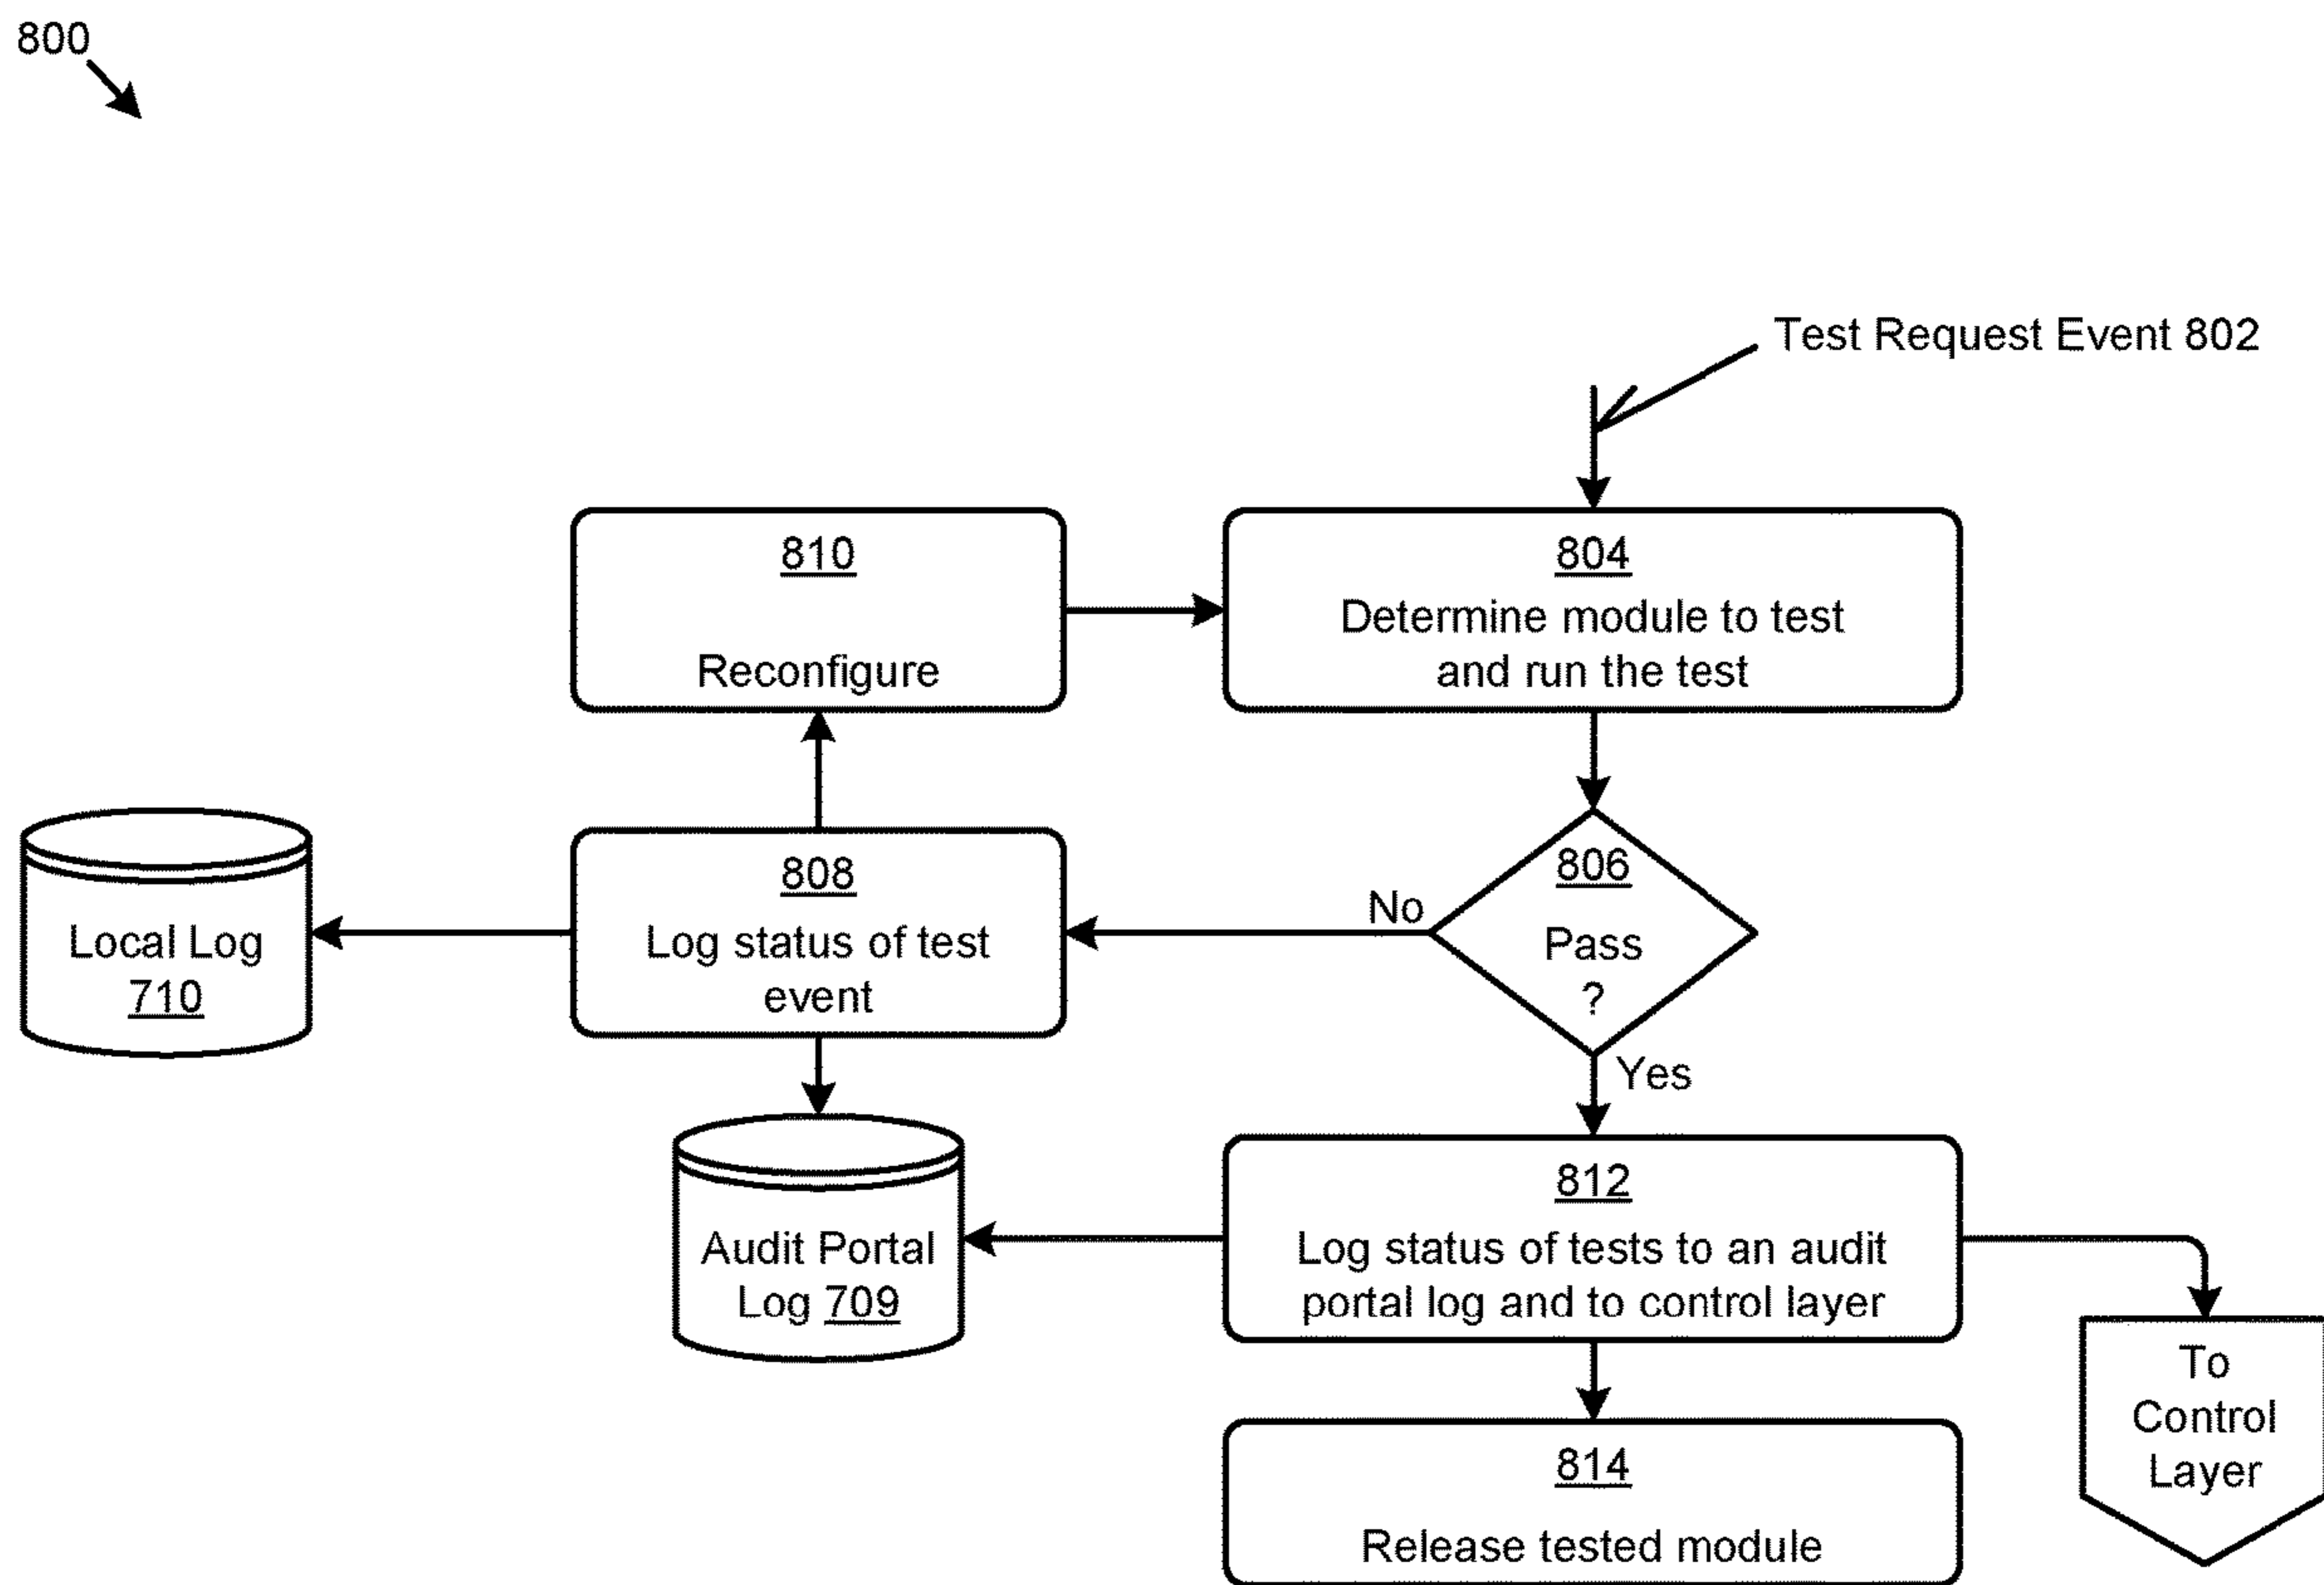 800
Test Request Event 802
810
Reconfigure
804
Determine module to test
and run the test
Local Log
710
808
Log status of test
event
No
806
Pass
?
Yes
Audit Portal
Log 709
812
Log status of tests to an audit
portal log and to control layer
To
Control
Layer
814
Release tested module